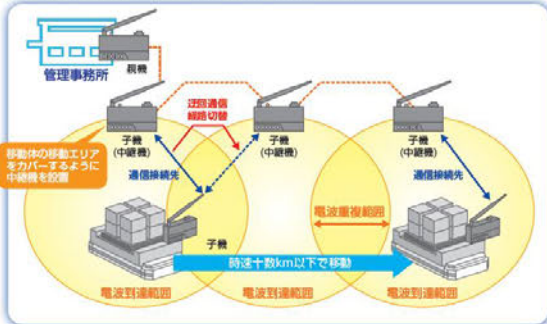 親機
管理事務所
迂回通信
経路切替
子機
(中継機)
子機
(中継機)
子機
(中継機)
移動体の移動エリア
をカバーするように
中継機を設置
通信接続先
通信接続先
電波重複範囲
子機
時速十数km以下で移動
電波到達範囲
電波到達範囲
電波到達範囲